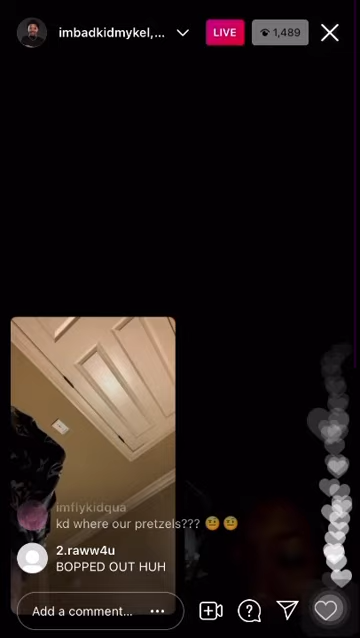 imbadkidmykel,...
LIVE
1,489
imflykidqua
kd where our pretzels??? 🤨🤨
2.raww4u
BOPPED OUT HUH
Add a comment...